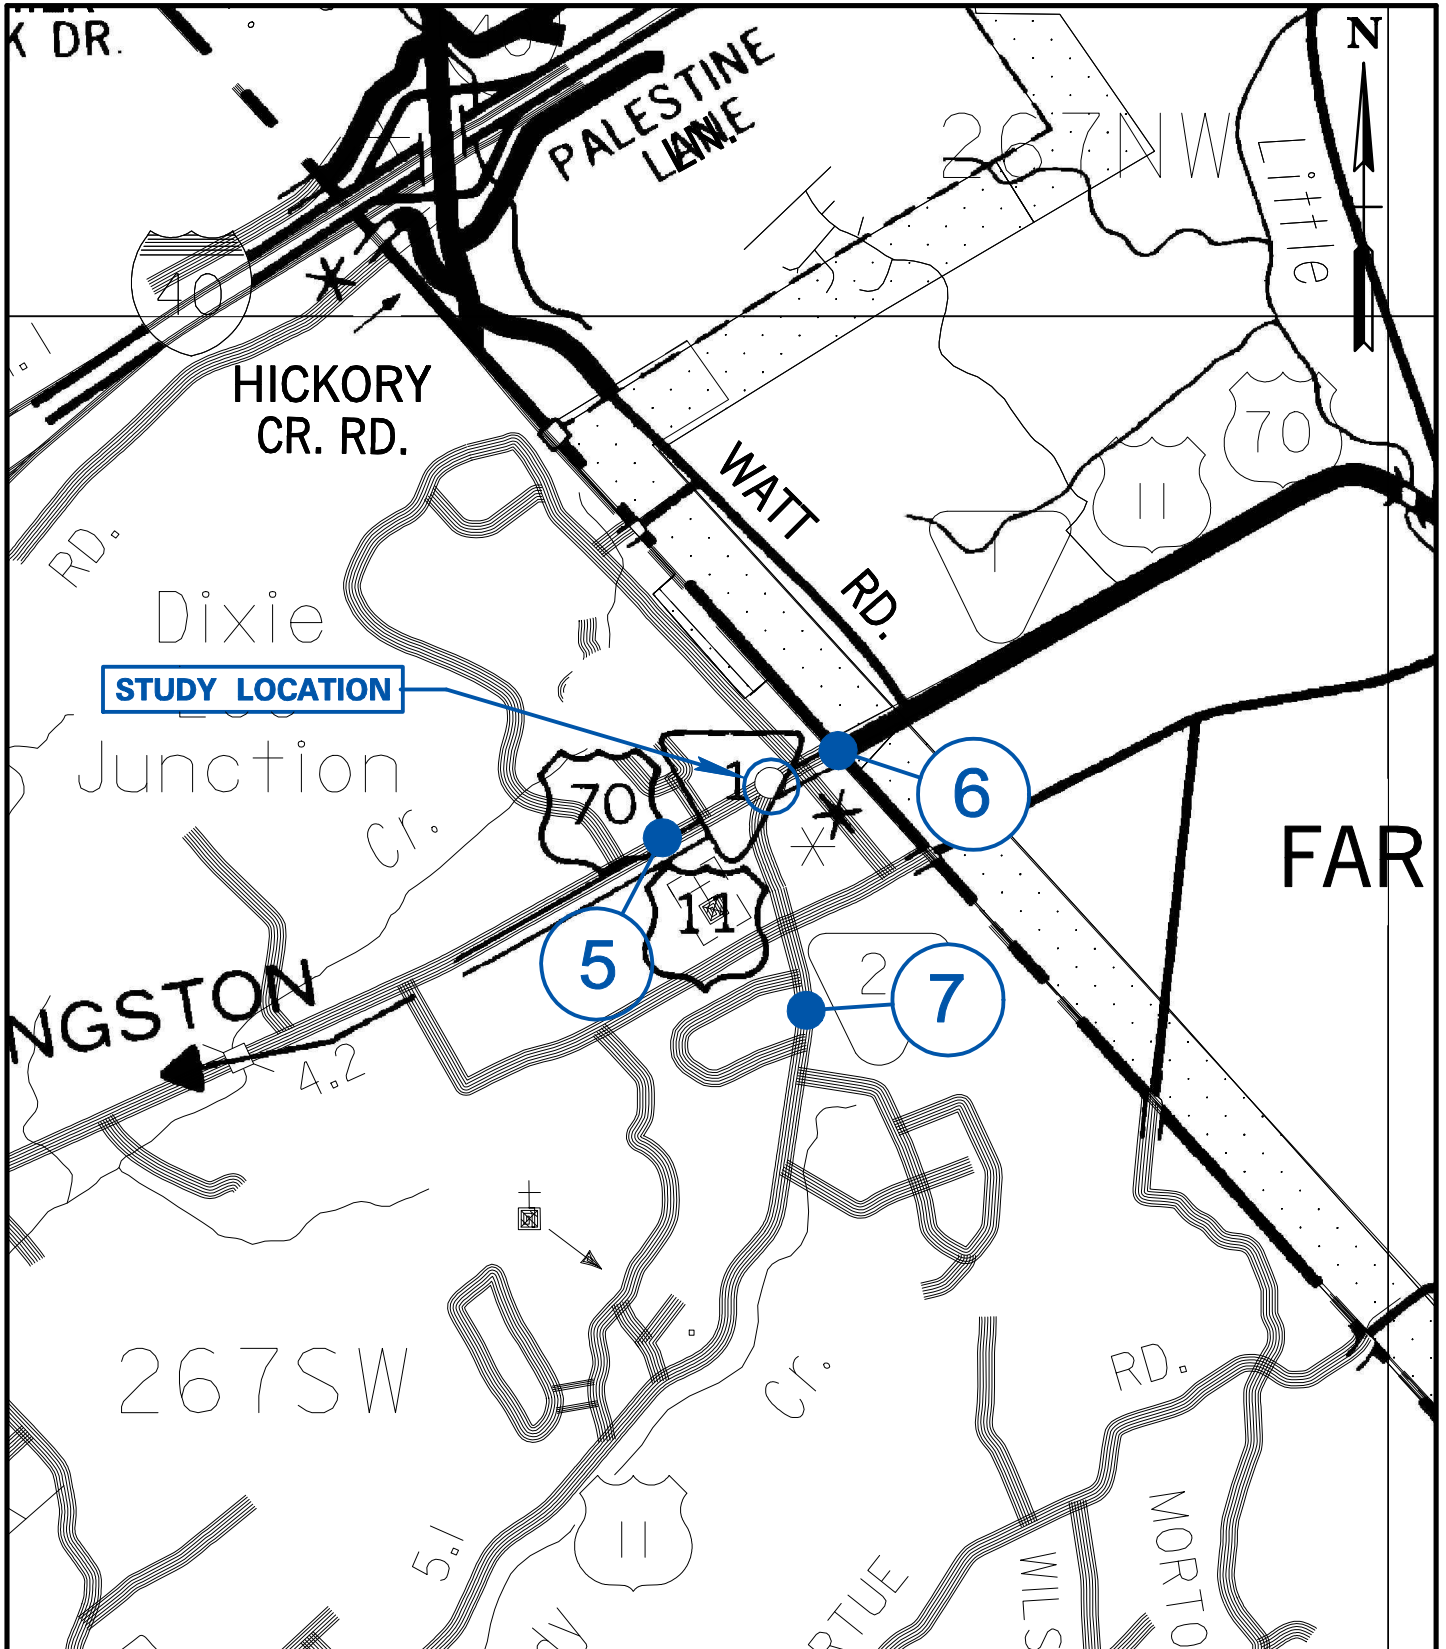 K DR.
N
PALESTINE
LANE
267NW
Little
40
HICKORY
CR. RD.
70
11
1
WATT
RD.
RD.
Dixie
STUDY LOCATION
Junction
Cr.
70
1
6
FAR
11
5
2
7
NGSTON
4.2
267SW
Cr.
RD.
11
5.1
MORTO
WILS
RTUE
dy